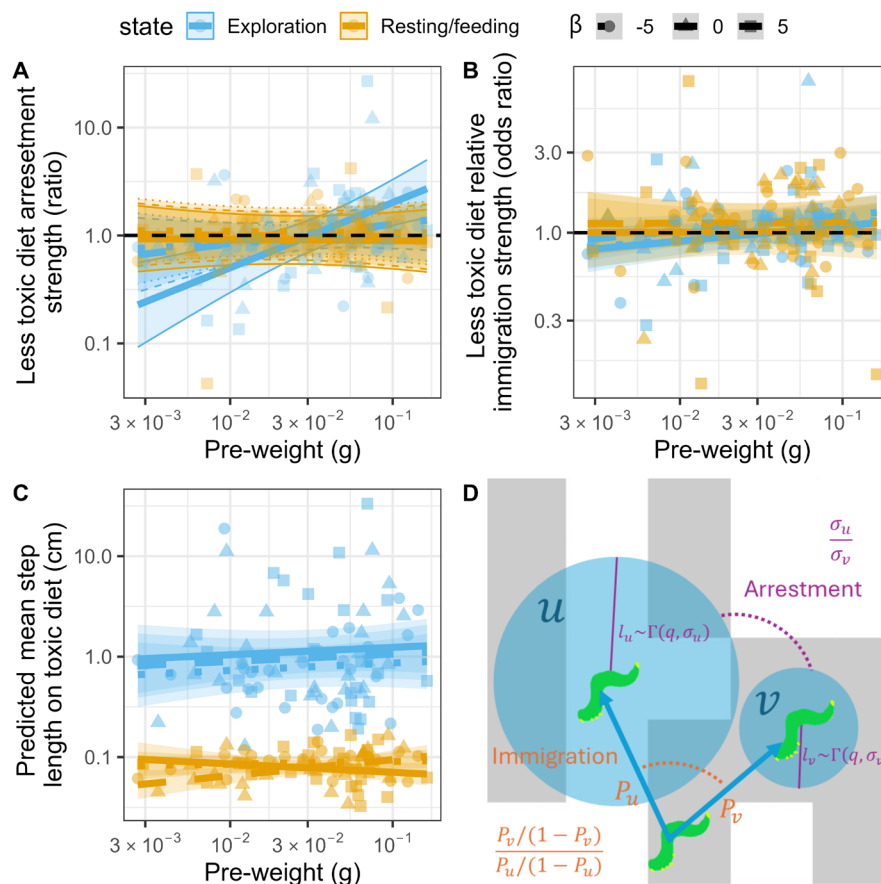 state Exploration Resting/feeding β -5 0 5
A
Less toxic diet arresetment
strength (ratio)
10.0
1.0
0.1
3 × 10⁻³ 10⁻² 3 × 10⁻² 10⁻¹
Pre-weight (g)
B
Less toxic diet relative
immigration strength (odds ratio)
3.0
1.0
0.3
3 × 10⁻³ 10⁻² 3 × 10⁻² 10⁻¹
Pre-weight (g)
C
Predicted mean step
length on toxic diet (cm)
10.0
1.0
0.1
3 × 10⁻³ 10⁻² 3 × 10⁻² 10⁻¹
Pre-weight (g)
D
σ_u
σ_v
Arrestment
u
l_u~Γ(q, σ_u)
v
l_v~Γ(q, σ_v
Immigration
P_u
P_v
P_v/(1 − P_v)
P_u/(1 − P_u)